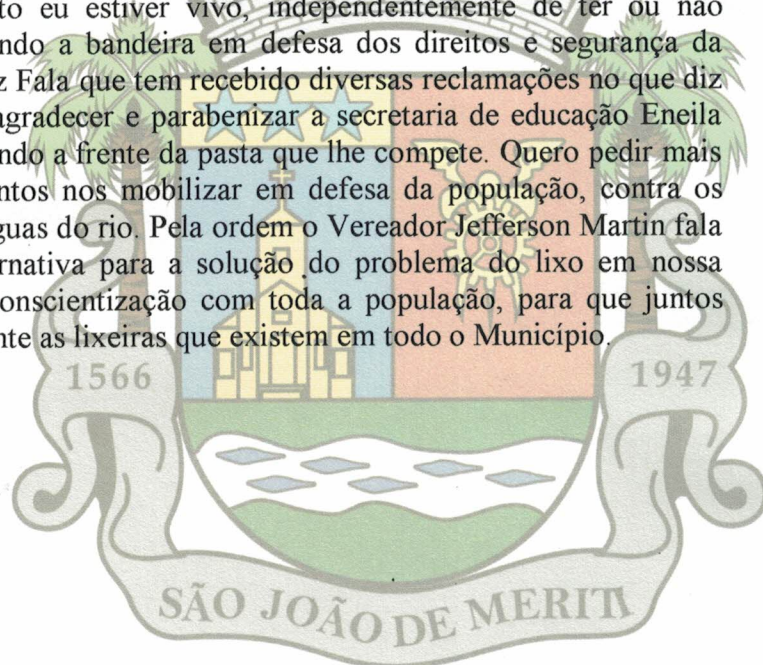 to eu estiver vivo, independentemente de ter ou não
ndo a bandeira em defesa dos direitos e segurança da
z Fala que tem recebido diversas reclamações no que diz
agradecer e parabenizar a secretaria de educação Eneila
ndo a frente da pasta que lhe compete. Quero pedir mais
ntos nos mobilizar em defesa da população, contra os
guas do rio. Pela ordem o Vereador Jefferson Martin fala
rnativa para a solução do problema do lixo em nossa
onscientização com toda a população, para que juntos
nte as lixeiras que existem em todo o Município.
1566 1947
SÃO JOÃO DE MERITI